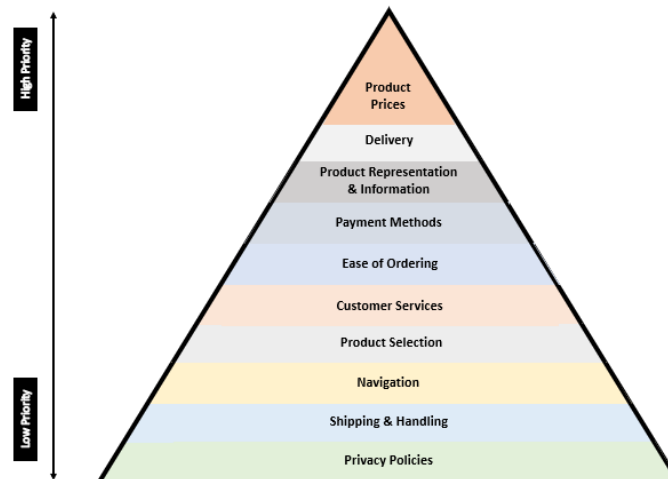 High Priority
Product
Prices
Delivery
Product Representation
& Information
Payment Methods
Ease of Ordering
Customer Services
Product Selection
Navigation
Low Priority
Shipping & Handling
Privacy Policies